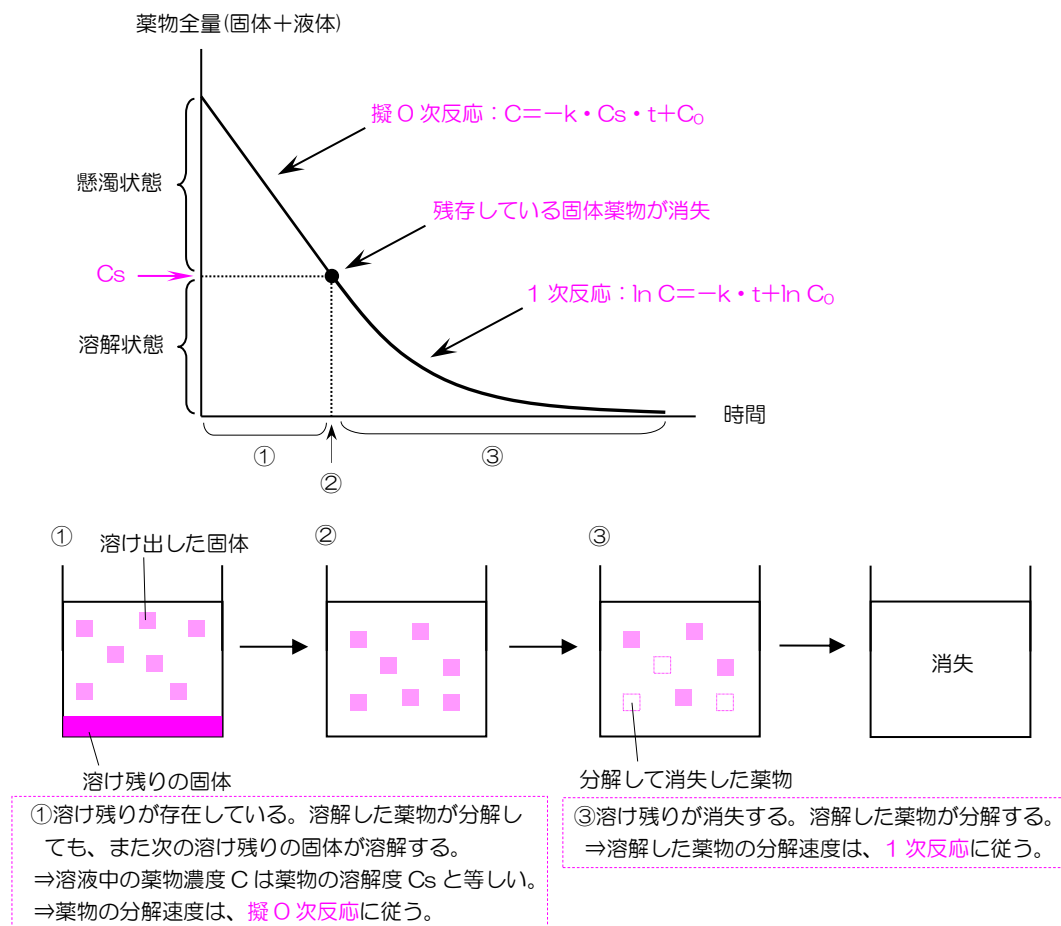 薬物全量(固体＋液体)
擬０次反応：C＝－k・Cs・t＋C₀
懸濁状態
残存している固体薬物が消失
Cs
１次反応：ln C＝－k・t＋ln C₀
溶解状態
時間
① ③
②
① 溶け出した固体 ② ③
消失
溶け残りの固体 分解して消失した薬物
①溶け残りが存在している。溶解した薬物が分解し
ても、また次の溶け残りの固体が溶解する。
⇒溶液中の薬物濃度 C は薬物の溶解度 Cs と等しい。
⇒薬物の分解速度は、擬０次反応に従う。
③溶け残りが消失する。溶解した薬物が分解する。
⇒溶解した薬物の分解速度は、１次反応に従う。